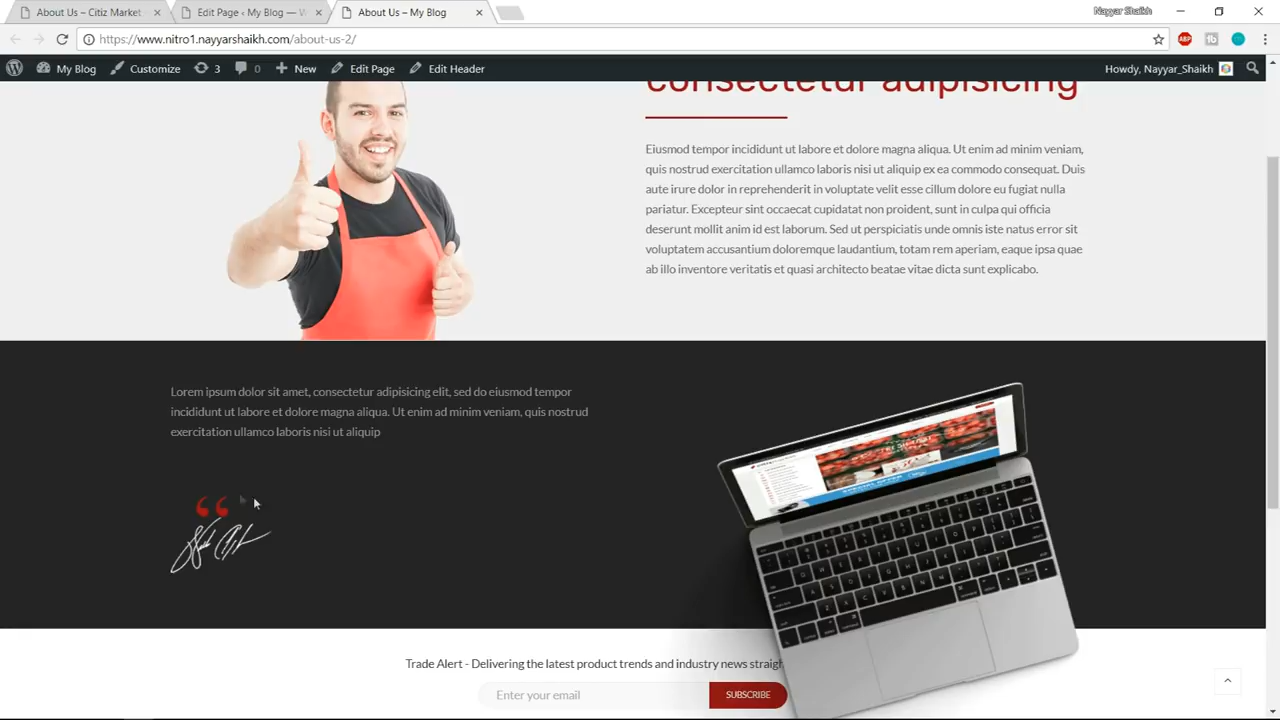 About Us – Citiz Market
Edit Page ‹ My Blog — W
About Us – My Blog
Nayyar Shaikh
https://www.nitro1.nayyarshaikh.com/about-us-2/
ABP
My Blog
Customize
3
0
New
Edit Page
Edit Header
Howdy, Nayyar_Shaikh
consectetur adipisicing
Eiusmod tempor incididunt ut labore et dolore magna aliqua. Ut enim ad minim veniam,
quis nostrud exercitation ullamco laboris nisi ut aliquip ex ea commodo consequat. Duis
aute irure dolor in reprehenderit in voluptate velit esse cillum dolore eu fugiat nulla
pariatur. Excepteur sint occaecat cupidatat non proident, sunt in culpa qui officia
deserunt mollit anim id est laborum. Sed ut perspiciatis unde omnis iste natus error sit
voluptatem accusantium doloremque laudantium, totam rem aperiam, eaque ipsa quae
ab illo inventore veritatis et quasi architecto beatae vitae dicta sunt explicabo.
Lorem ipsum dolor sit amet, consectetur adipisicing elit, sed do eiusmod tempor
incididunt ut labore et dolore magna aliqua. Ut enim ad minim veniam, quis nostrud
exercitation ullamco laboris nisi ut aliquip
Trade Alert - Delivering the latest product trends and industry news straigh
Enter your email
SUBSCRIBE